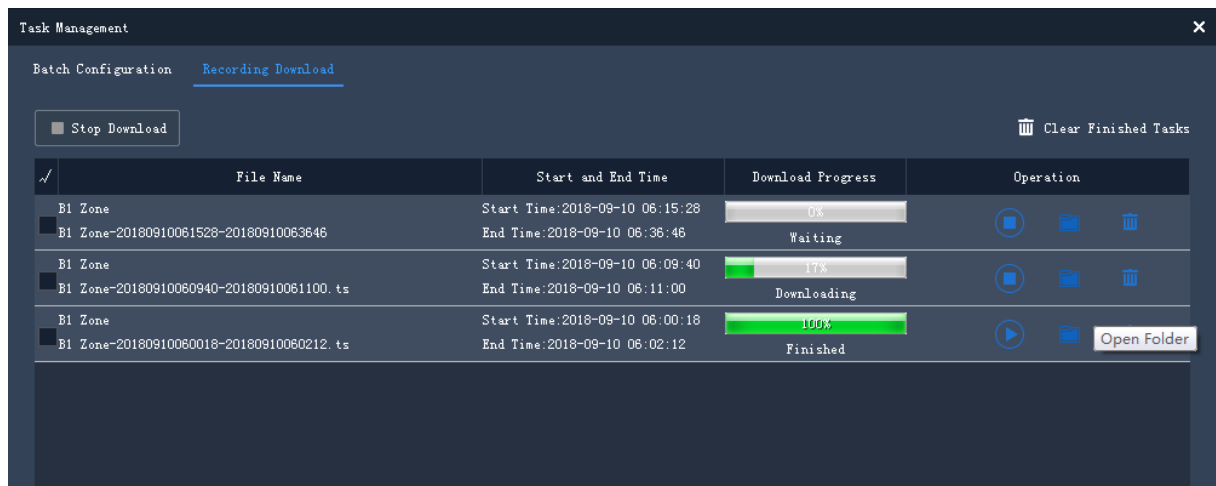 Task Management
Batch Configuration Recording Download
Stop Download Clear Finished Tasks
File Name Start and End Time Download Progress Operation
B1 Zone Start Time:2018-09-10 06:15:28 0%
B1 Zone-20180910061528-20180910063646 End Time:2018-09-10 06:36:46 Waiting
B1 Zone Start Time:2018-09-10 06:09:40 17%
B1 Zone-20180910060940-20180910061100.ts End Time:2018-09-10 06:11:00 Downloading
B1 Zone Start Time:2018-09-10 06:00:18 100%
B1 Zone-20180910060018-20180910060212.ts End Time:2018-09-10 06:02:12 Finished
Open Folder